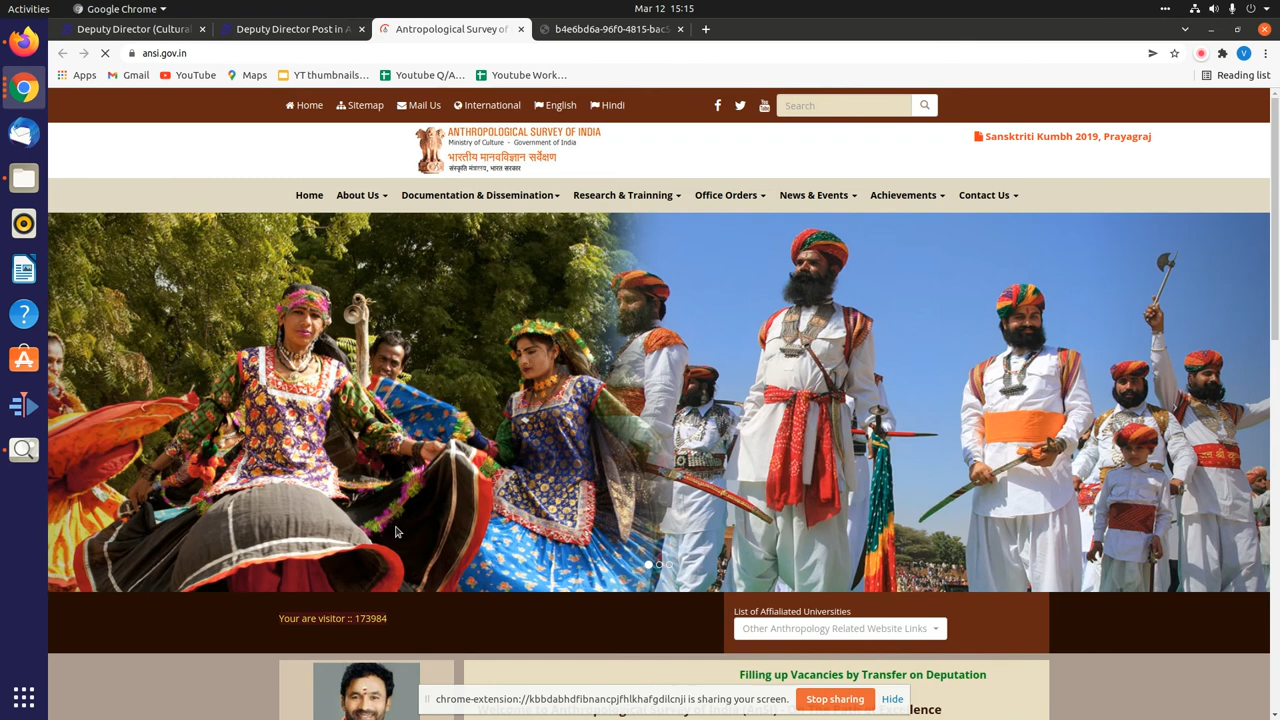 Activities
Google Chrome
Mar 12 15:15
Deputy Director (Cultura
Deputy Director Post in A
Antropological Survey of
b4e6bd6a-96f0-4815-bac5
ansi.gov.in
V
Apps
Gmail
YouTube
Maps
YT thumbnails…
Youtube Q/A…
Youtube Work…
Reading list
Home
Sitemap
Mail Us
International
English
Hindi
Search
ANTHROPOLOGICAL SURVEY OF INDIA
Ministry of Culture - Government of India
भारतीय मानवविज्ञान सर्वेक्षण
संस्कृति मंत्रालय, भारत सरकार
Sansktriti Kumbh 2019, Prayagraj
Home
About Us
Documentation & Dissemination
Research & Trainning
Office Orders
News & Events
Achievements
Contact Us
Your are visitor :: 173984
List of Affialiated Universities
Other Anthropology Related Website Links
Filling up Vacancies by Transfer on Deputation
chrome-extension://kbbdabhdfibnancpjfhlkhafgdilcnji is sharing your screen.
Stop sharing
Hide